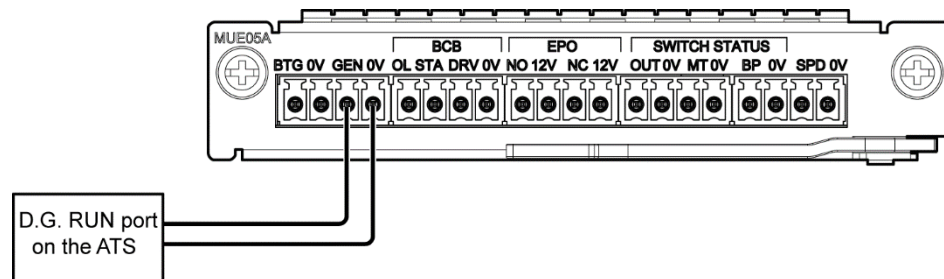 MUE05A
BCB EPO SWITCH STATUS
BTG 0V GEN 0V OL STA DRV 0V NO 12V NC 12V OUT 0V MT 0V BP 0V SPD 0V
D.G. RUN port
on the ATS